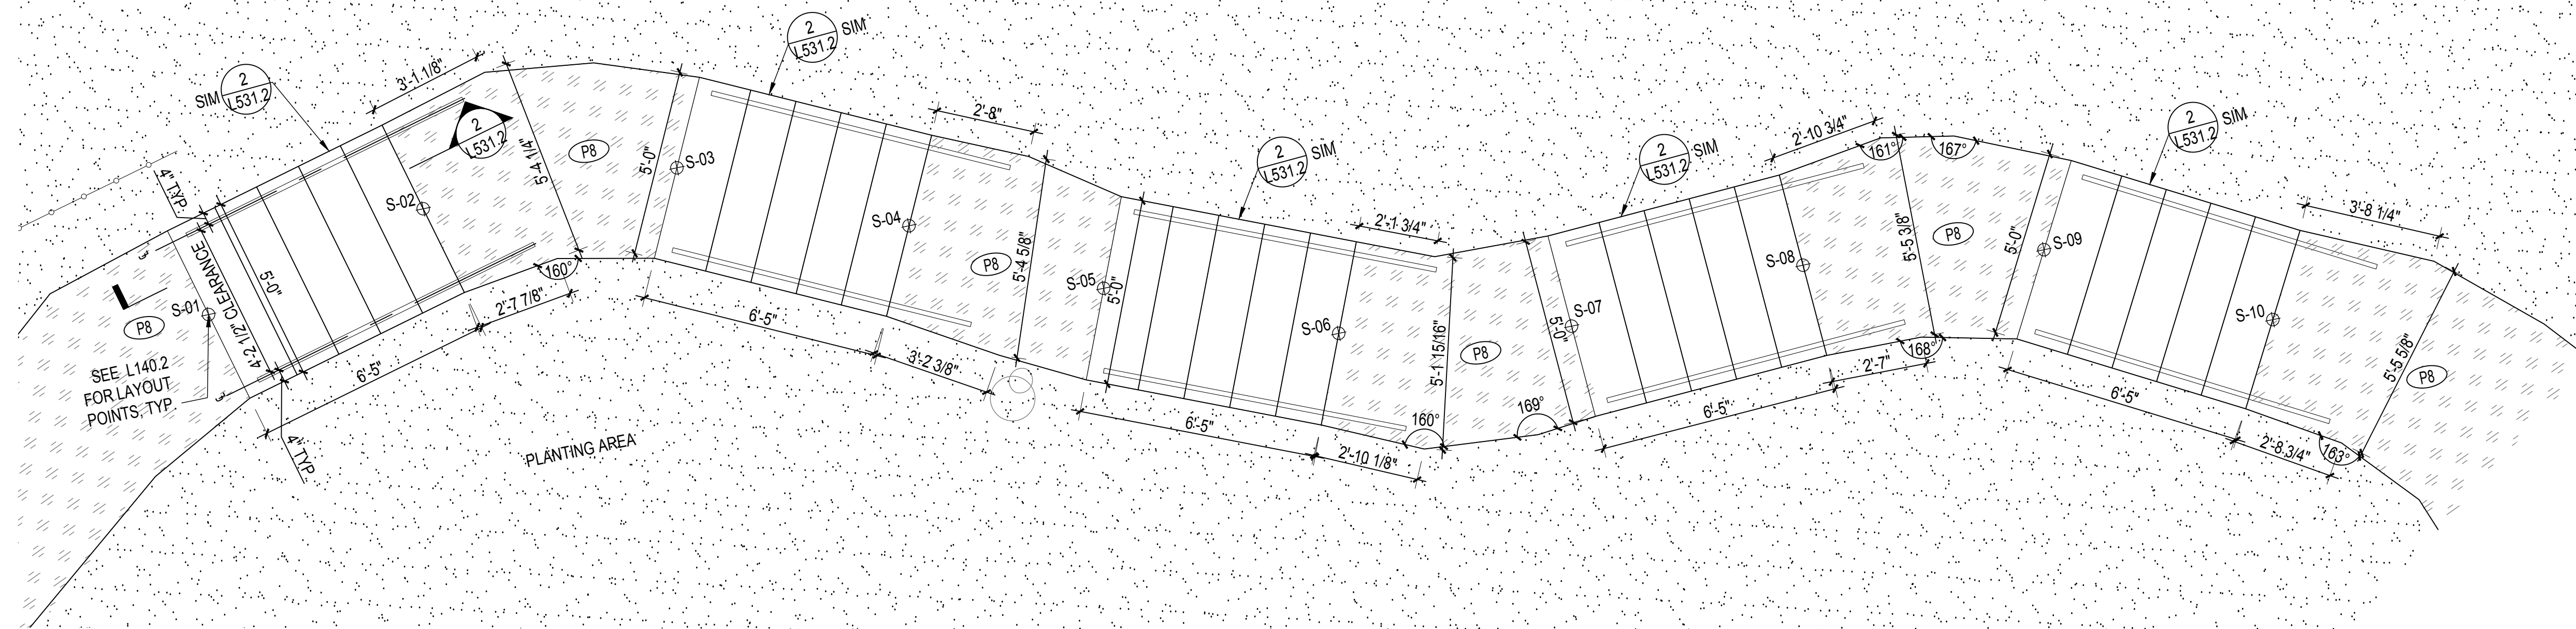 2
L531.2
SIM
3'-1 1/8"
2
L531.2
SIM
2
L531.2
4" TYP.
S-02
5'-4 1/4"
P8
5'-0"
S-03
2'-8"
S-04
P8
5'-4 5/8"
3"
4'-2 1/2" CLEARANCE
5'-0"
S-01
P8
SEE L140.2
FOR LAYOUT
POINTS, TYP.
3"
6'-5"
4" TYP.
160°
2'-7 7/8"
6'-5"
3'-2 3/8"
PLANTING AREA
2
L531.2
SIM
S-05
5'-0"
2'-1 3/4"
S-06
5'-1 15/16"
P8
160°
169°
6'-5"
2'-10 1/8"
2
L531.2
SIM
2'-10 3/4"
161°
167°
5'-0"
S-07
S-08
5'-5 3/8"
P8
5'-0"
S-09
168°
2'-7"
6'-5"
2
L531.2
SIM
3'-8 1/4"
S-10
5'-5 5/8"
P8
6'-5"
2'-8 3/4"
163°